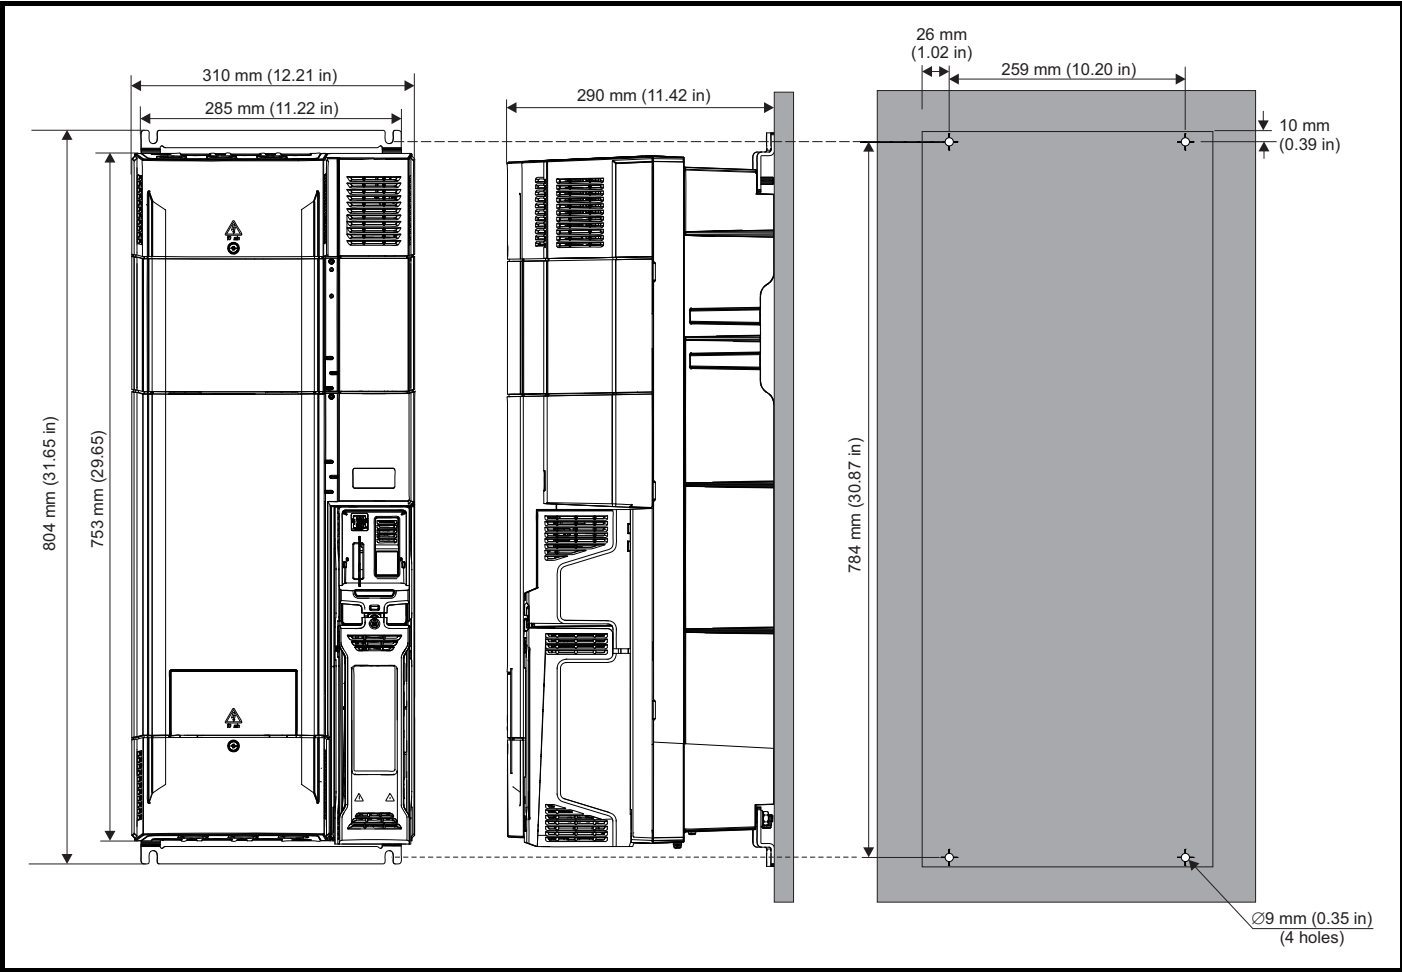 26 mm
(1.02 in)
310 mm (12.21 in)
259 mm (10.20 in)
285 mm (11.22 in)
290 mm (11.42 in)
10 mm
(0.39 in)
804 mm (31.65 in)
753 mm (29.65)
784 mm (30.87 in)
∅9 mm (0.35 in)
(4 holes)